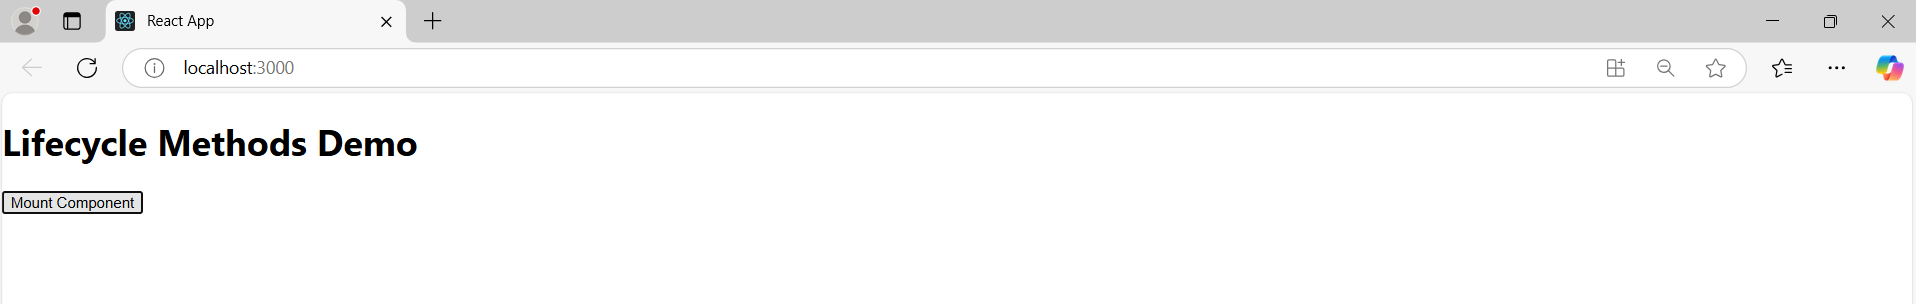 React App
localhost:3000
Lifecycle Methods Demo
Mount Component